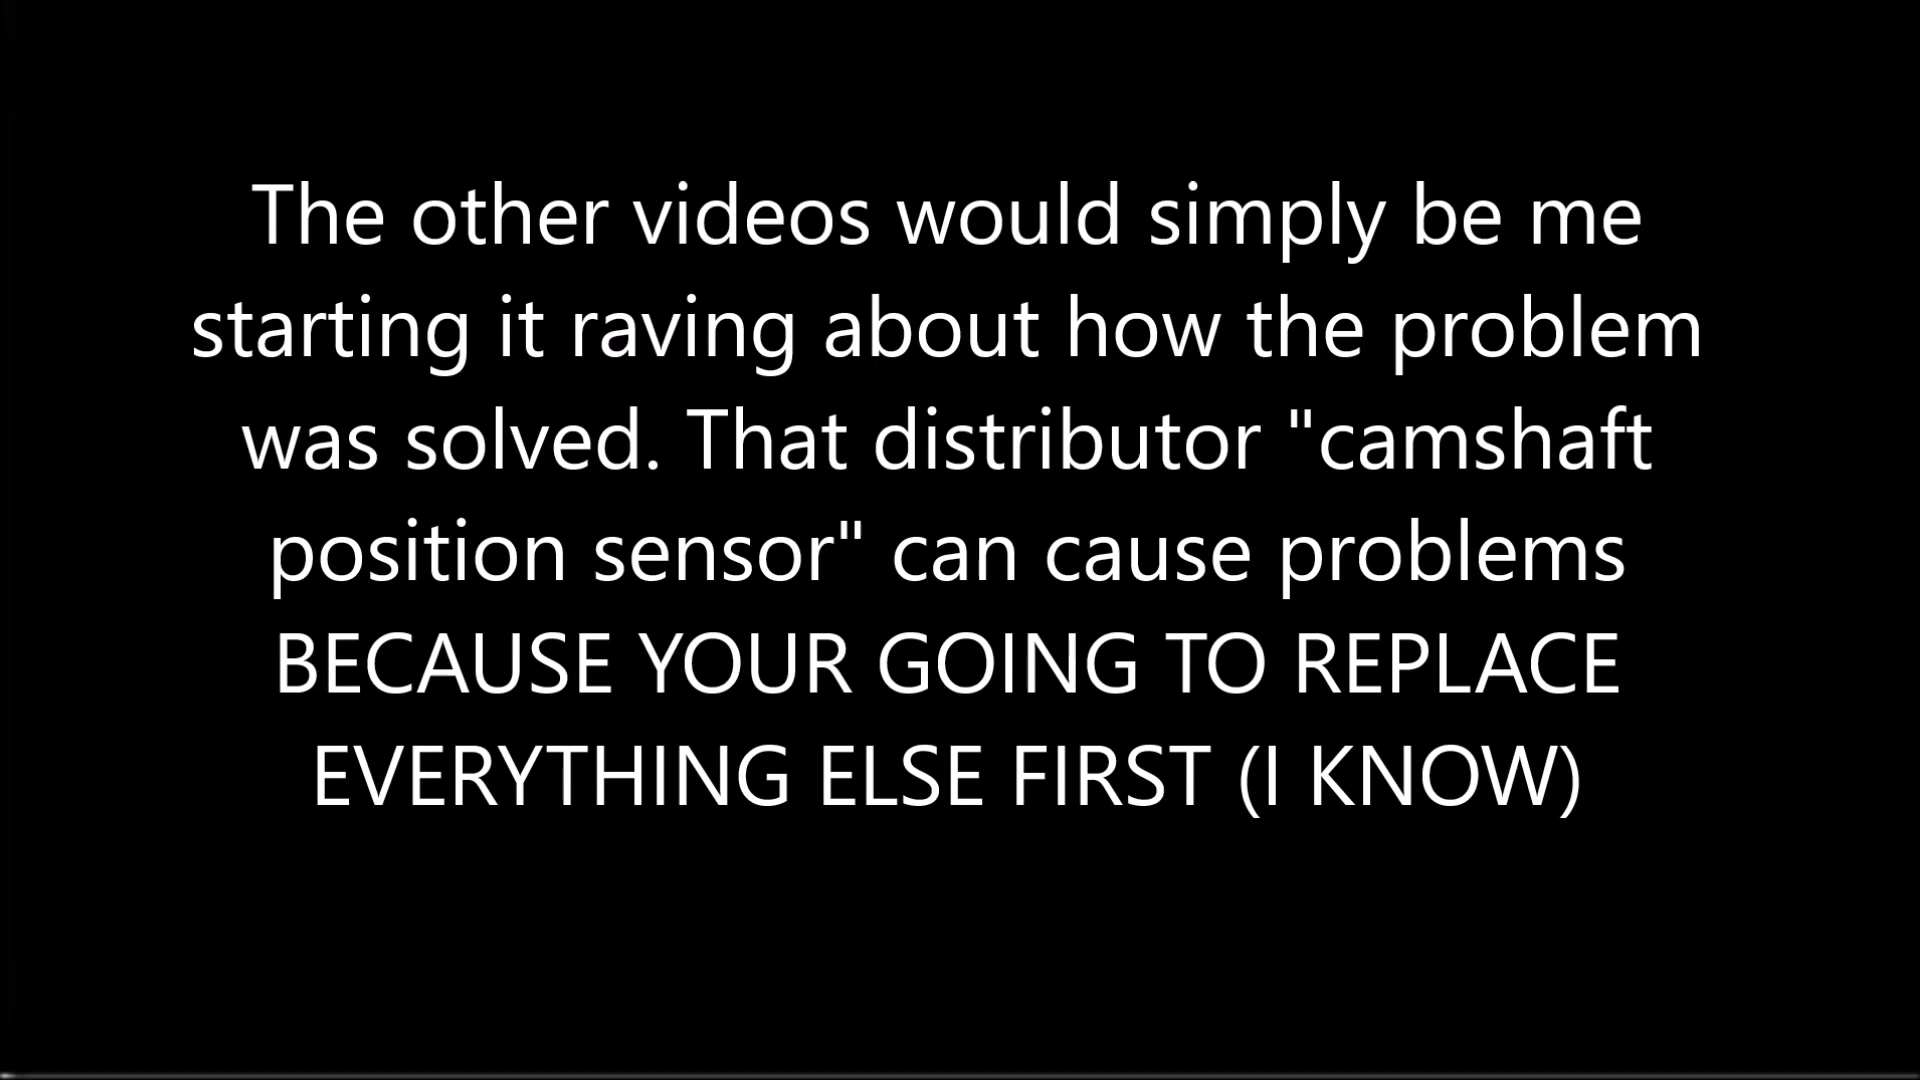 The other videos would simply be me
starting it raving about how the problem
was solved. That distributor "camshaft
position sensor" can cause problems
BECAUSE YOUR GOING TO REPLACE
EVERYTHING ELSE FIRST (I KNOW)